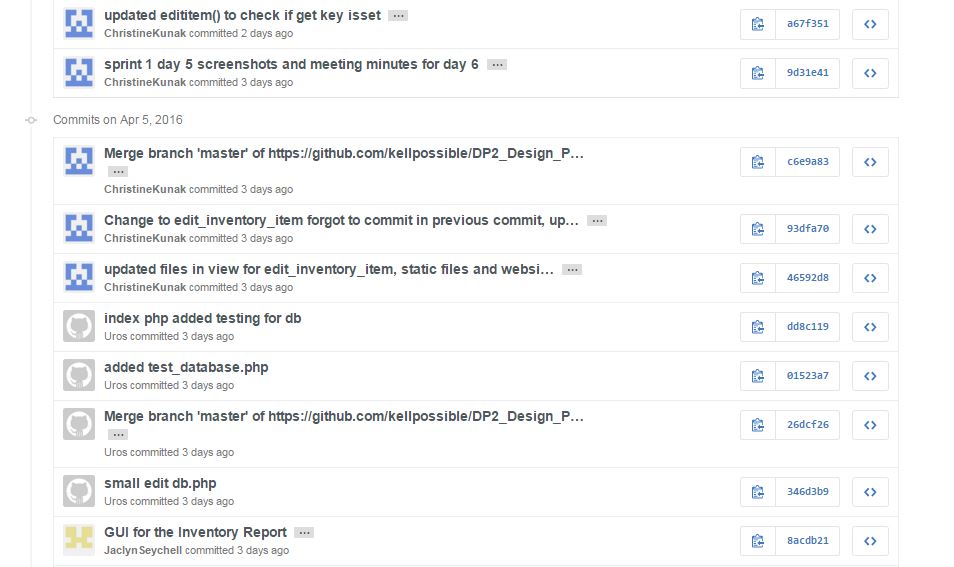 updated edititem() to check if get key isset ...
ChristineKunak committed 2 days ago
a67f351
sprint 1 day 5 screenshots and meeting minutes for day 6 ...
ChristineKunak committed 3 days ago
9d31e41
Commits on Apr 5, 2016
Merge branch 'master' of https://github.com/kellpossible/DP2_Design_P...
...
ChristineKunak committed 3 days ago
c6e9a83
Change to edit_inventory_item forgot to commit in previous commit, up... ...
ChristineKunak committed 3 days ago
93dfa70
updated files in view for edit_inventory_item, static files and websi... ...
ChristineKunak committed 3 days ago
46592d8
index php added testing for db
Uros committed 3 days ago
dd8c119
added test_database.php
Uros committed 3 days ago
01523a7
Merge branch 'master' of https://github.com/kellpossible/DP2_Design_P...
...
Uros committed 3 days ago
26dcf26
small edit db.php
Uros committed 3 days ago
346d3b9
GUI for the Inventory Report ...
JaclynSeychell committed 3 days ago
8acdb21